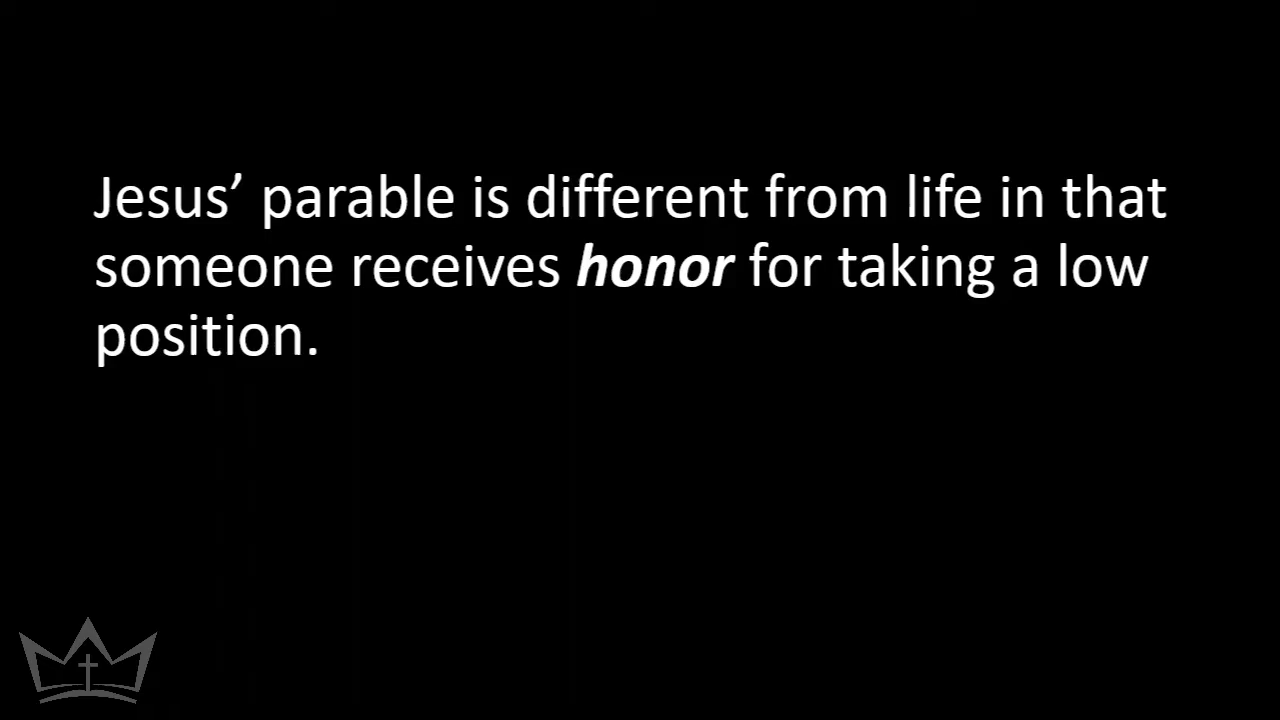 Jesus’ parable is different from life in that
someone receives honor for taking a low
position.